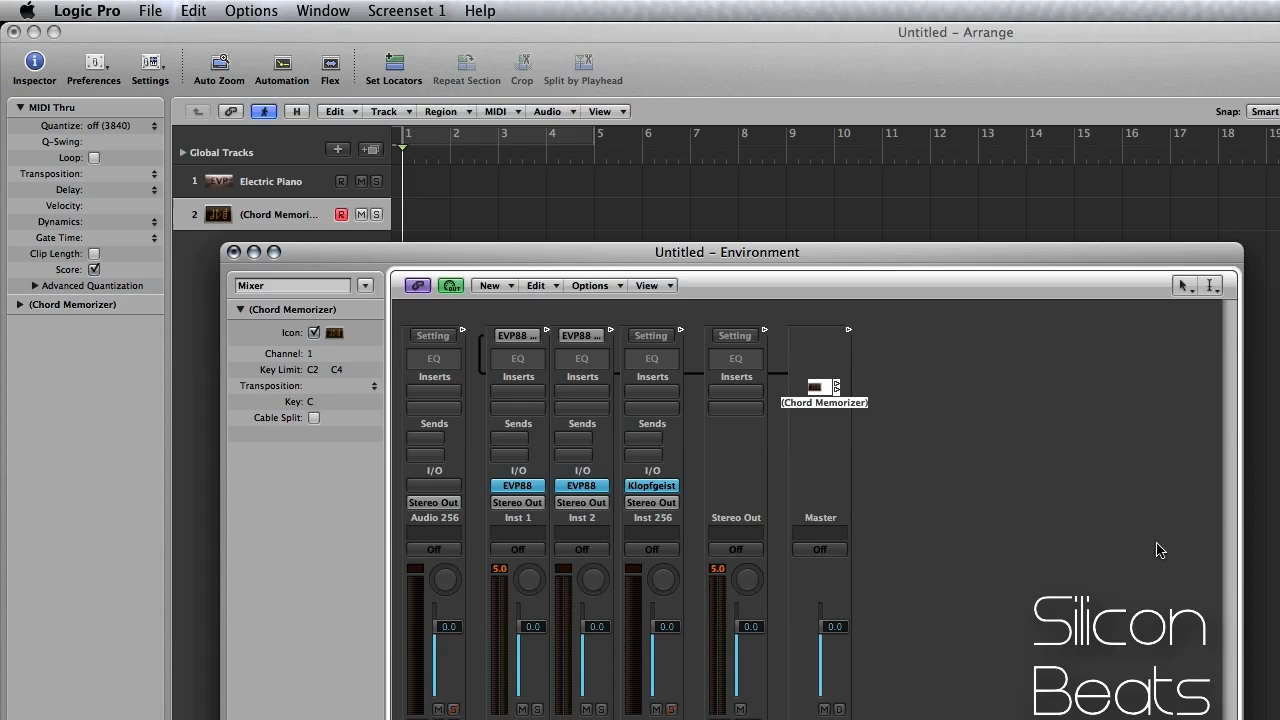 Logic Pro File Edit Options Window Screenset 1 Help
Untitled – Arrange
Inspector Preferences Settings Auto Zoom Automation Flex Set Locators Repeat Section Crop Split by Playhead
MIDI Thru
Edit Track Region MIDI Audio View Snap: Smart
Quantize: off (3840)
Q-Swing:
Loop:
Transposition:
Delay:
Velocity:
Dynamics:
Gate Time:
Clip Length:
Score:
Advanced Quantization
(Chord Memorizer)
H
1 2 3 4 5 6 7 8 9 10 11 12 13 14 15 16 17 18 19
Global Tracks
1 EVP Electric Piano R M S
2 (Chord Memori... R M S
Untitled – Environment
Mixer
New Edit Options View
(Chord Memorizer)
Icon:
Channel: 1
Key Limit: C2 C4
Transposition:
Key: C
Cable Split:
Setting EVP88 ... EVP88 ... Setting Setting
EQ EQ EQ EQ EQ
Inserts Inserts Inserts Inserts Inserts
(Chord Memorizer)
Sends Sends Sends Sends
I/O I/O I/O I/O
EVP88 EVP88 Klopfgeist
Stereo Out Stereo Out Stereo Out Stereo Out
Audio 256 Inst 1 Inst 2 Inst 256 Stereo Out Master
Off Off Off Off Off Off
5.0 5.0
0.0 0.0 0.0 0.0 0.0 0.0
M S M S M S M S M M D
Silicon
Beats